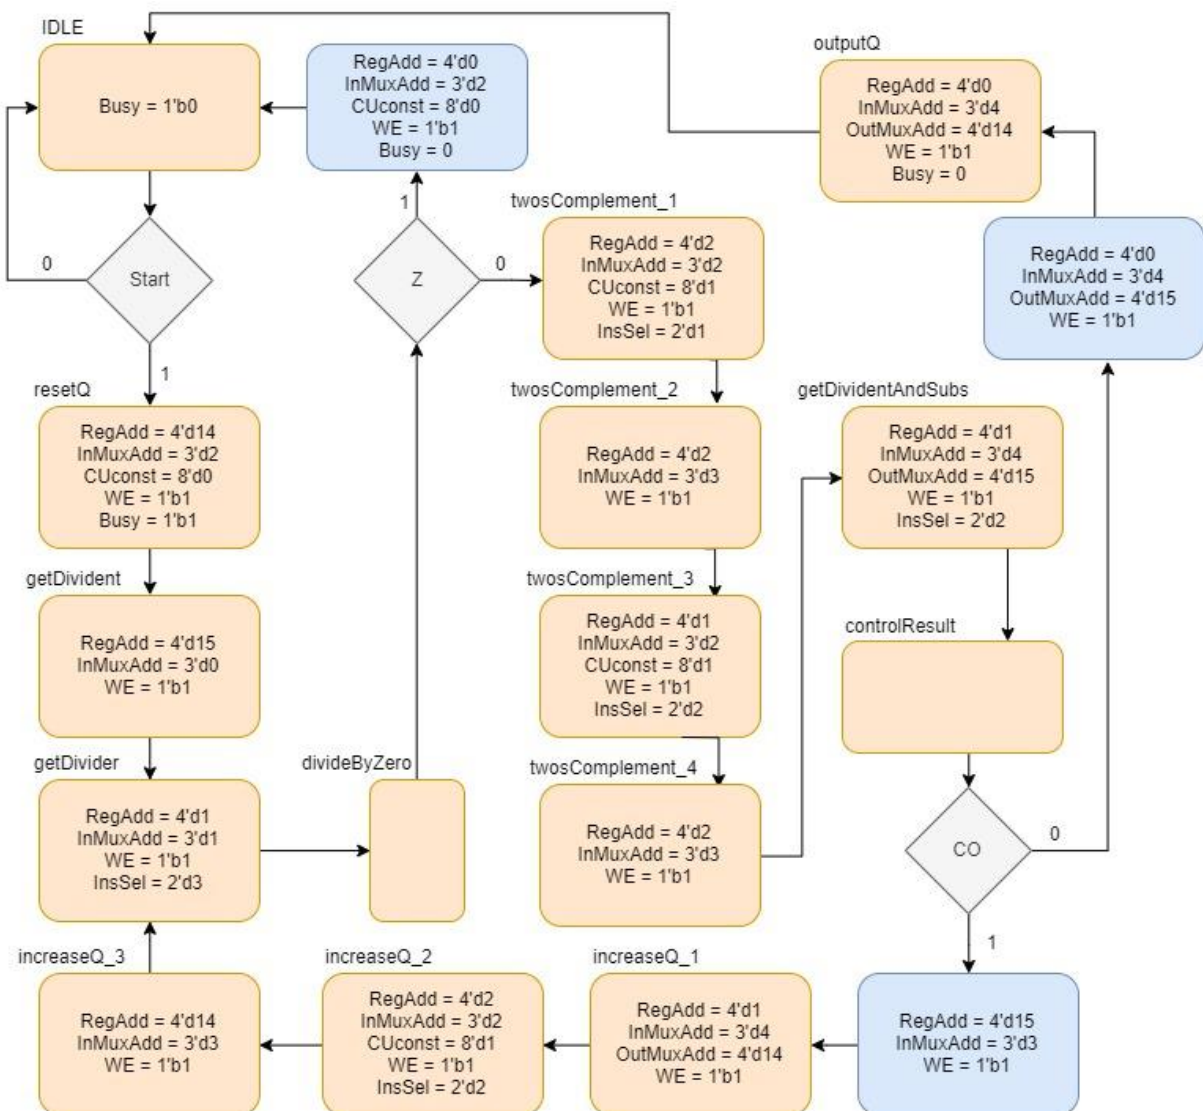 IDLE
Busy = 1'b0
RegAdd = 4'd0
InMuxAdd = 3'd2
CUconst = 8'd0
WE = 1'b1
Busy = 0
outputQ
RegAdd = 4'd0
InMuxAdd = 3'd4
OutMuxAdd = 4'd14
WE = 1'b1
Busy = 0
0
Start
1
1
Z
0
twosComplement_1
RegAdd = 4'd2
InMuxAdd = 3'd2
CUconst = 8'd1
WE = 1'b1
InsSel = 2'd1
RegAdd = 4'd0
InMuxAdd = 3'd4
OutMuxAdd = 4'd15
WE = 1'b1
resetQ
RegAdd = 4'd14
InMuxAdd = 3'd2
CUconst = 8'd0
WE = 1'b1
Busy = 1'b1
twosComplement_2
RegAdd = 4'd2
InMuxAdd = 3'd3
WE = 1'b1
getDividentAndSubs
RegAdd = 4'd1
InMuxAdd = 3'd4
OutMuxAdd = 4'd15
WE = 1'b1
InsSel = 2'd2
getDivident
RegAdd = 4'd15
InMuxAdd = 3'd0
WE = 1'b1
twosComplement_3
RegAdd = 4'd1
InMuxAdd = 3'd2
CUconst = 8'd1
WE = 1'b1
InsSel = 2'd2
controlResult
getDivider
RegAdd = 4'd1
InMuxAdd = 3'd1
WE = 1'b1
InsSel = 2'd3
divideByZero
twosComplement_4
RegAdd = 4'd2
InMuxAdd = 3'd3
WE = 1'b1
CO
0
1
increaseQ_3
RegAdd = 4'd14
InMuxAdd = 3'd3
WE = 1'b1
increaseQ_2
RegAdd = 4'd2
InMuxAdd = 3'd2
CUconst = 8'd1
WE = 1'b1
InsSel = 2'd2
increaseQ_1
RegAdd = 4'd1
InMuxAdd = 3'd4
OutMuxAdd = 4'd14
WE = 1'b1
RegAdd = 4'd15
InMuxAdd = 3'd3
WE = 1'b1